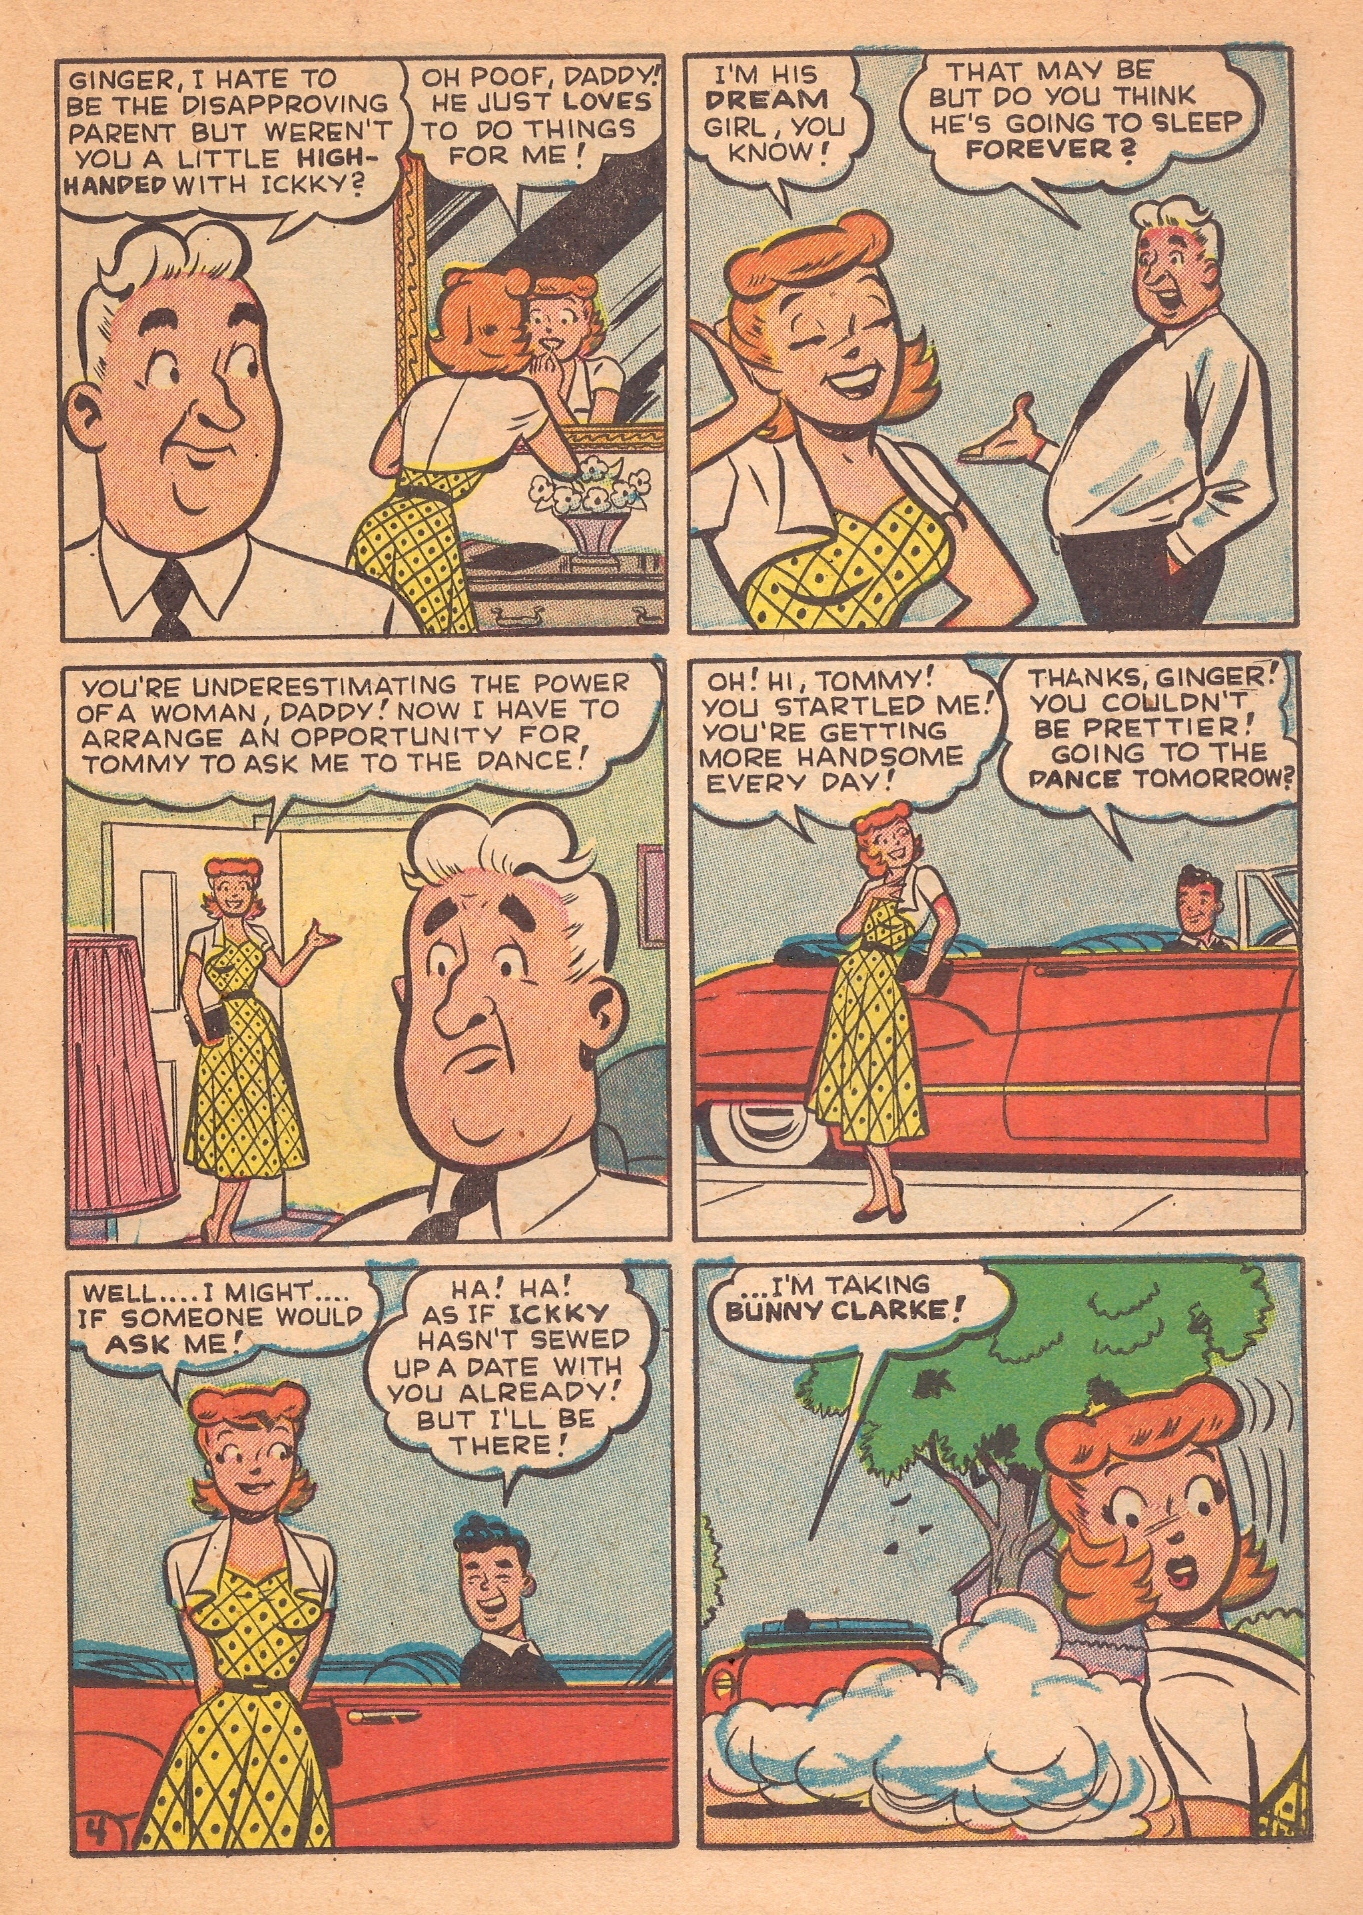 GINGER, I HATE TO
BE THE DISAPPROVING
PARENT BUT WEREN'T
YOU A LITTLE HIGH-
HANDED WITH ICKKY?
OH POOF, DADDY!
HE JUST LOVES
TO DO THINGS
FOR ME!
I'M HIS
DREAM
GIRL, YOU
KNOW!
THAT MAY BE
BUT DO YOU THINK
HE'S GOING TO SLEEP
FOREVER?
YOU'RE UNDERESTIMATING THE POWER
OF A WOMAN, DADDY! NOW I HAVE TO
ARRANGE AN OPPORTUNITY FOR
TOMMY TO ASK ME TO THE DANCE!
OH! HI, TOMMY!
YOU STARTLED ME!
YOU'RE GETTING
MORE HANDSOME
EVERY DAY!
THANKS, GINGER!
YOU COULDN'T
BE PRETTIER!
GOING TO THE
DANCE TOMORROW?
WELL....I MIGHT....
IF SOMEONE WOULD
ASK ME!
HA! HA!
AS IF ICKKY
HASN'T SEWED
UP A DATE WITH
YOU ALREADY!
BUT I'LL BE
THERE!
...I'M TAKING
BUNNY CLARKE!
4